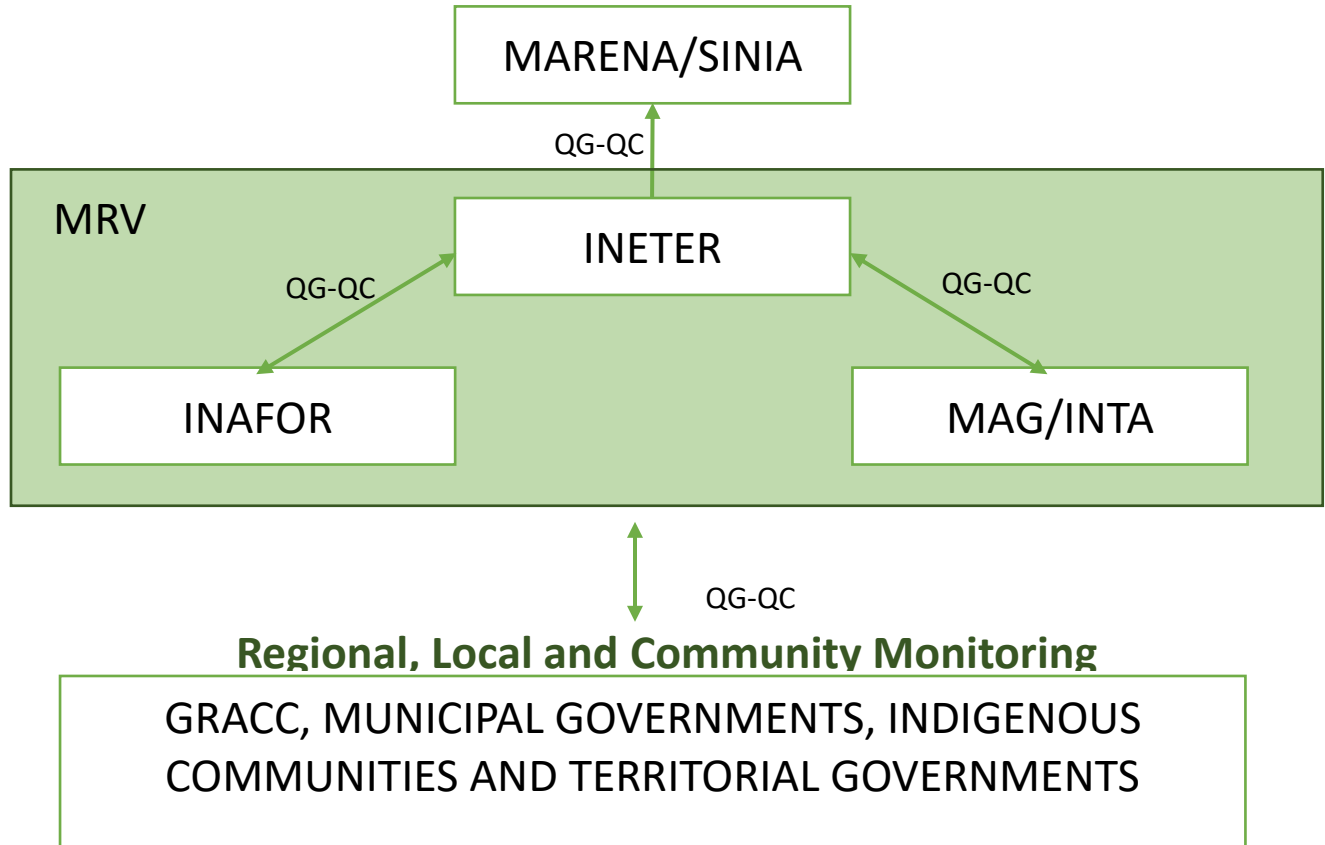 MARENA/SINIA
QG-QC
MRV
INETER
QG-QC
QG-QC
INAFOR
MAG/INTA
QG-QC
Regional, Local and Community Monitoring
GRACC, MUNICIPAL GOVERNMENTS, INDIGENOUS
COMMUNITIES AND TERRITORIAL GOVERNMENTS